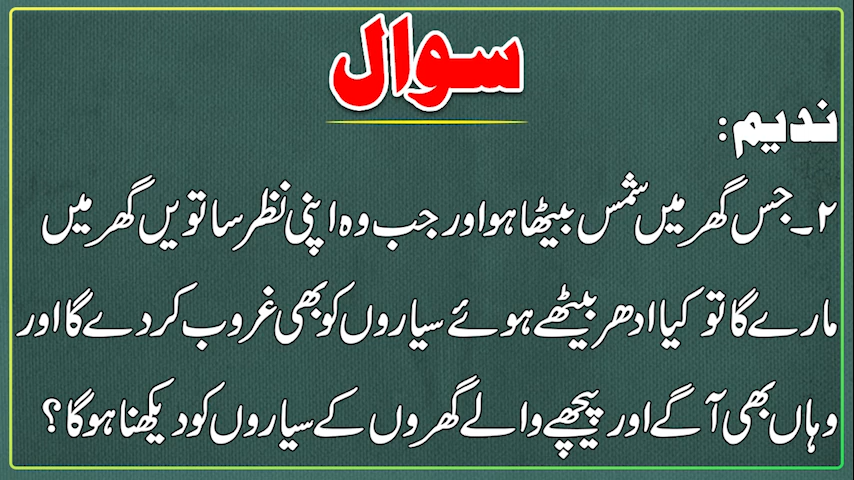 سوال
ندیم:
۲۔جس گھر میں شمس بیٹھا ہو اور جب وہ اپنی نظر ساتویں گھر میں
مارے گا تو کیا ادھر بیٹھے ہوئے سیاروں کو بھی غروب کر دے گا اور
وہاں بھی آگے اور پیچھے والے گھروں کے سیاروں کو دیکھنا ہو گا؟